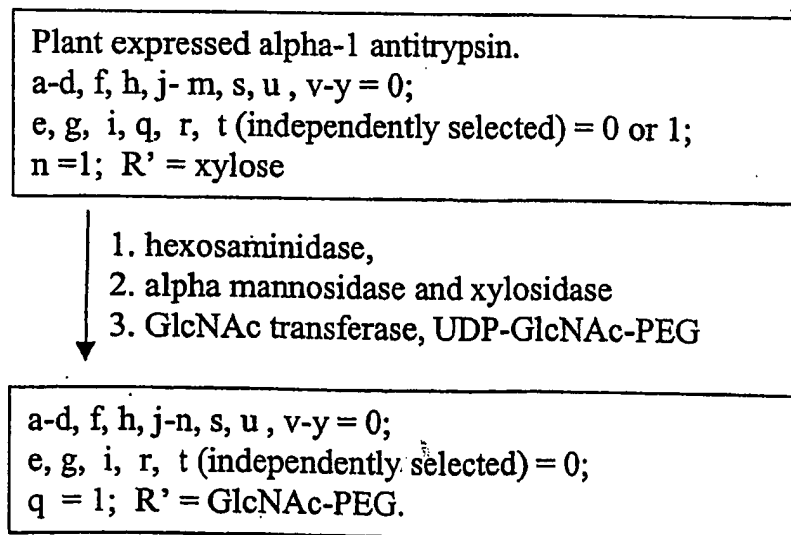 Plant expressed alpha-1 antitrypsin.
a-d, f, h, j- m, s, u , v-y = 0;
e, g, i, q, r, t (independently selected) = 0 or 1;
n =1; R’ = xylose
1. hexosaminidase,
2. alpha mannosidase and xylosidase
3. GlcNAc transferase, UDP-GlcNAc-PEG
a-d, f, h, j-n, s, u , v-y = 0;
e, g, i, r, t (independently selected) = 0;
q = 1; R’ = GlcNAc-PEG.